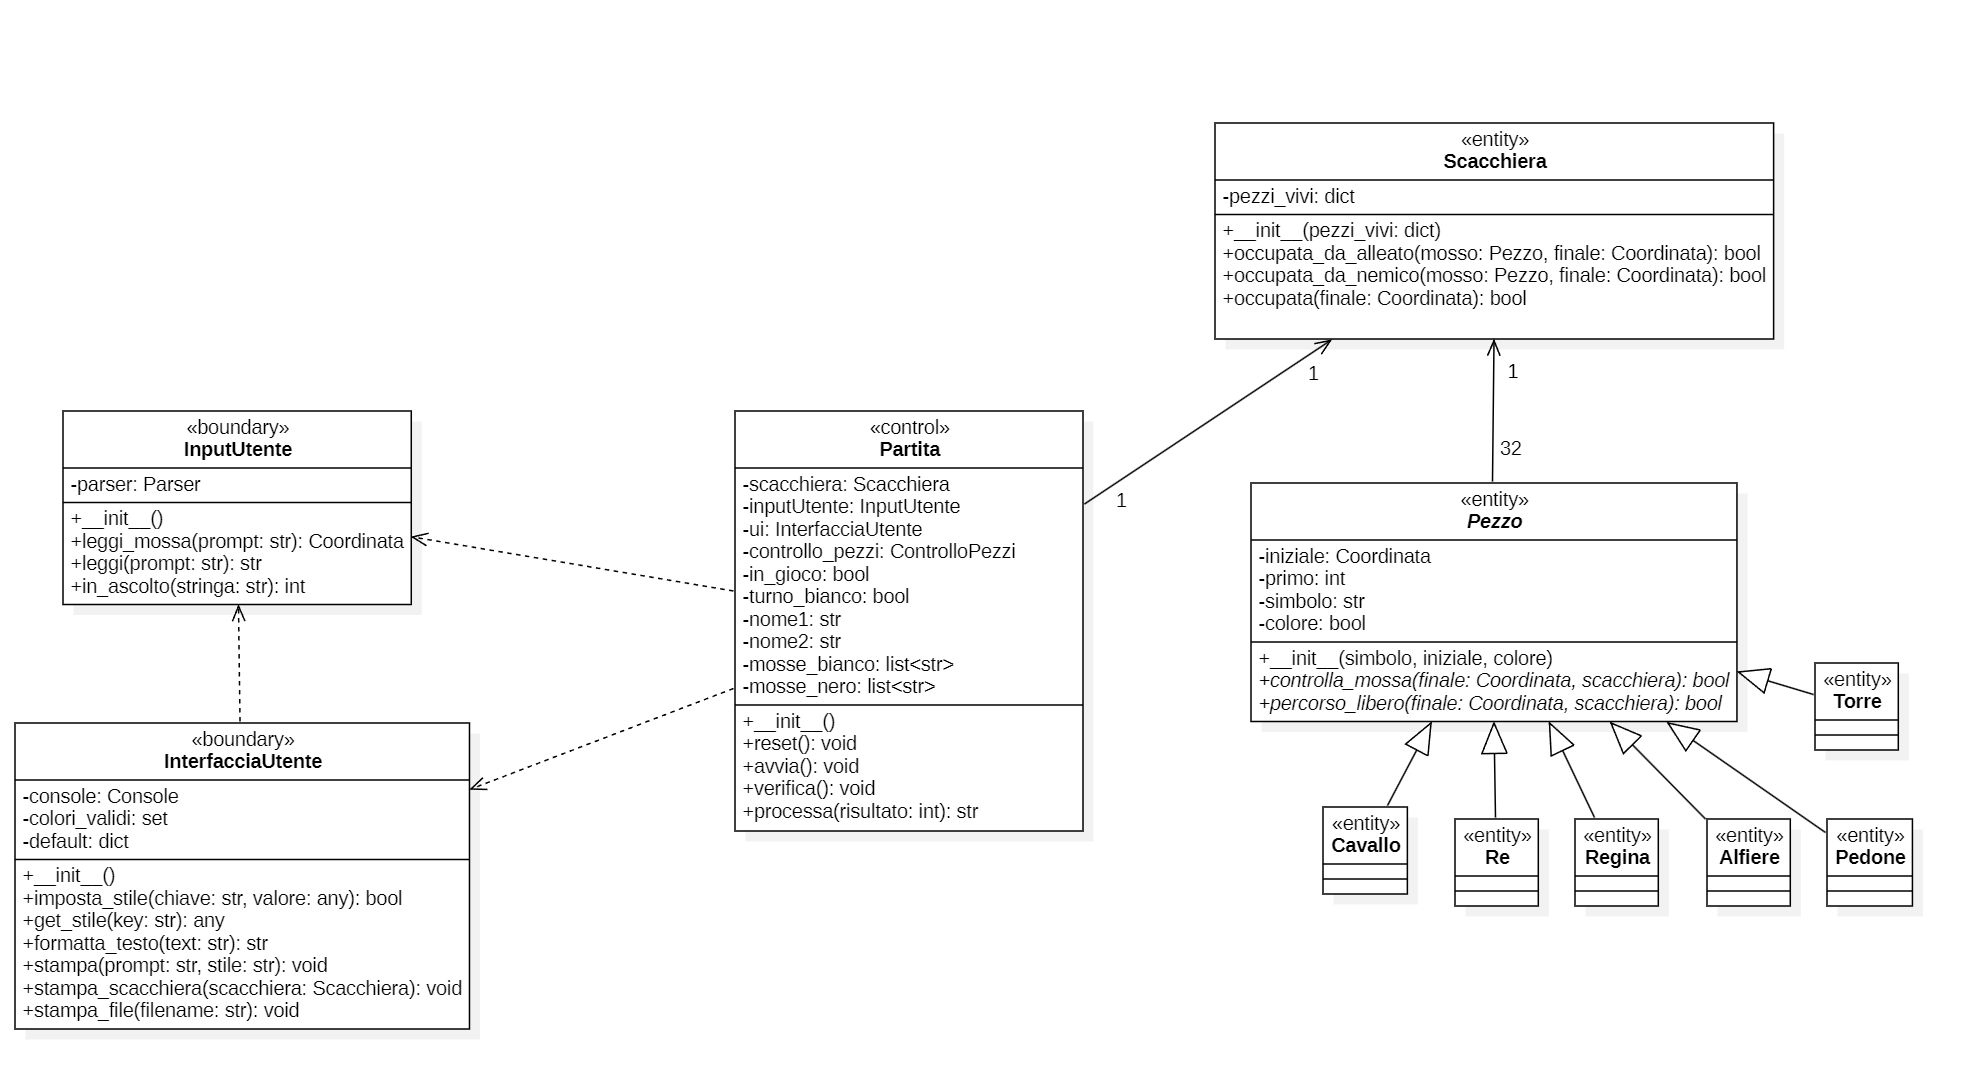 «entity»
Scacchiera
-pezzi_vivi: dict
+__init__(pezzi_vivi: dict)
+occupata_da_alleato(mosso: Pezzo, finale: Coordinata): bool
+occupata_da_nemico(mosso: Pezzo, finale: Coordinata): bool
+occupata(finale: Coordinata): bool
1
1
32
1
«boundary»
InputUtente
-parser: Parser
+__init__()
+leggi_mossa(prompt: str): Coordinata
+leggi(prompt: str): str
+in_ascolto(stringa: str): int
«control»
Partita
-scacchiera: Scacchiera
-inputUtente: InputUtente
-ui: InterfacciaUtente
-controllo_pezzi: ControlloPezzi
-in_gioco: bool
-turno_bianco: bool
-nome1: str
-nome2: str
-mosse_bianco: list<str>
-mosse_nero: list<str>
+__init__()
+reset(): void
+avvia(): void
+verifica(): void
+processa(risultato: int): str
«entity»
Pezzo
-iniziale: Coordinata
-primo: int
-simbolo: str
-colore: bool
+__init__(simbolo, iniziale, colore)
+controlla_mossa(finale: Coordinata, scacchiera): bool
+percorso_libero(finale: Coordinata, scacchiera): bool
«entity»
Torre
«boundary»
InterfacciaUtente
-console: Console
-colori_validi: set
-default: dict
+__init__()
+imposta_stile(chiave: str, valore: any): bool
+get_stile(key: str): any
+formatta_testo(text: str): str
+stampa(prompt: str, stile: str): void
+stampa_scacchiera(scacchiera: Scacchiera): void
+stampa_file(filename: str): void
«entity»
Cavallo
«entity»
Re
«entity»
Regina
«entity»
Alfiere
«entity»
Pedone